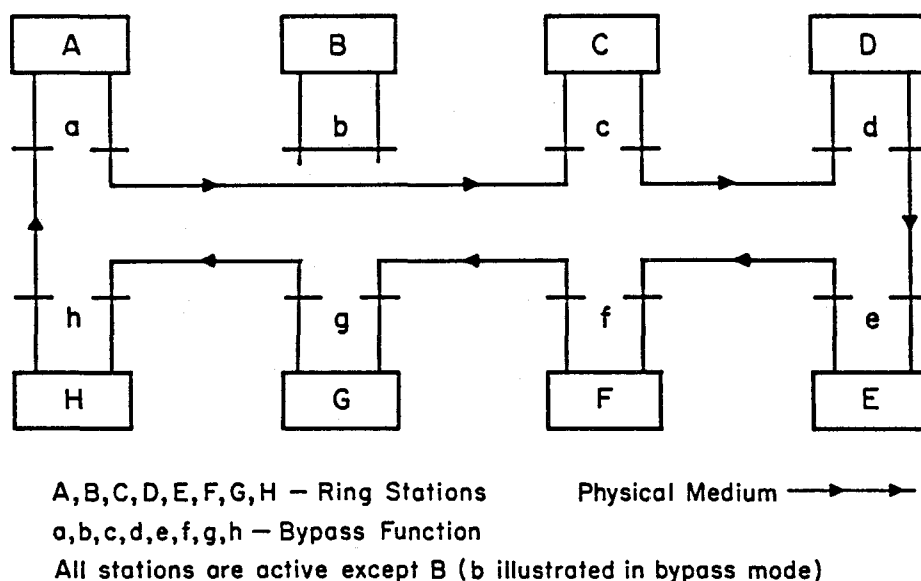 A B C D
a b c d
h g f e
H G F E
A,B,C,D,E,F,G,H — Ring Stations Physical Medium
a,b,c,d,e,f,g,h — Bypass Function
All stations are active except B (b illustrated in bypass mode)